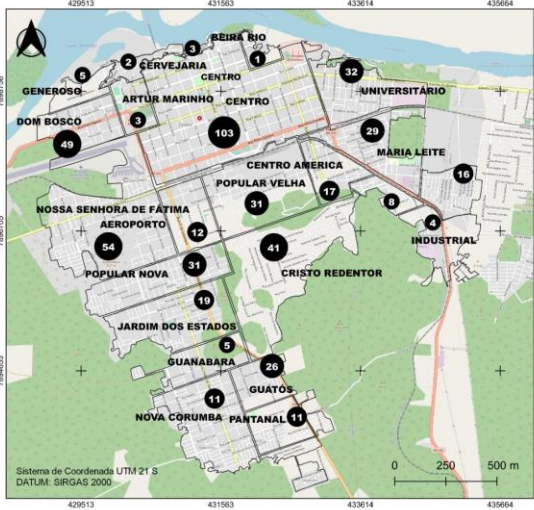 429513 431563 433614 435664
BEIRA RIO
3
1
2
CERVEJARIA
5
32
CENTRO
GENEROSO
UNIVERSITÁRIO
ARTUR MARINHO
CENTRO
DOM BOSCO
3
103
29
49
MARIA LEITE
CENTRO AMERICA
16
POPULAR VELHA
17
31
8
NOSSA SENHORA DE FÁTIMA
AEROPORTO
4
12
INDUSTRIAL
54
41
31
POPULAR NOVA
CRISTO REDENTOR
19
JARDIM DOS ESTADOS
5
GUANABARA
26
GUATÓS
11
NOVA CORUMBA
PANTANAL
11
Sistema de Coordenada UTM 21 S
DATUM: SIRGAS 2000
0 250 500 m
429513 431563 433614 435664